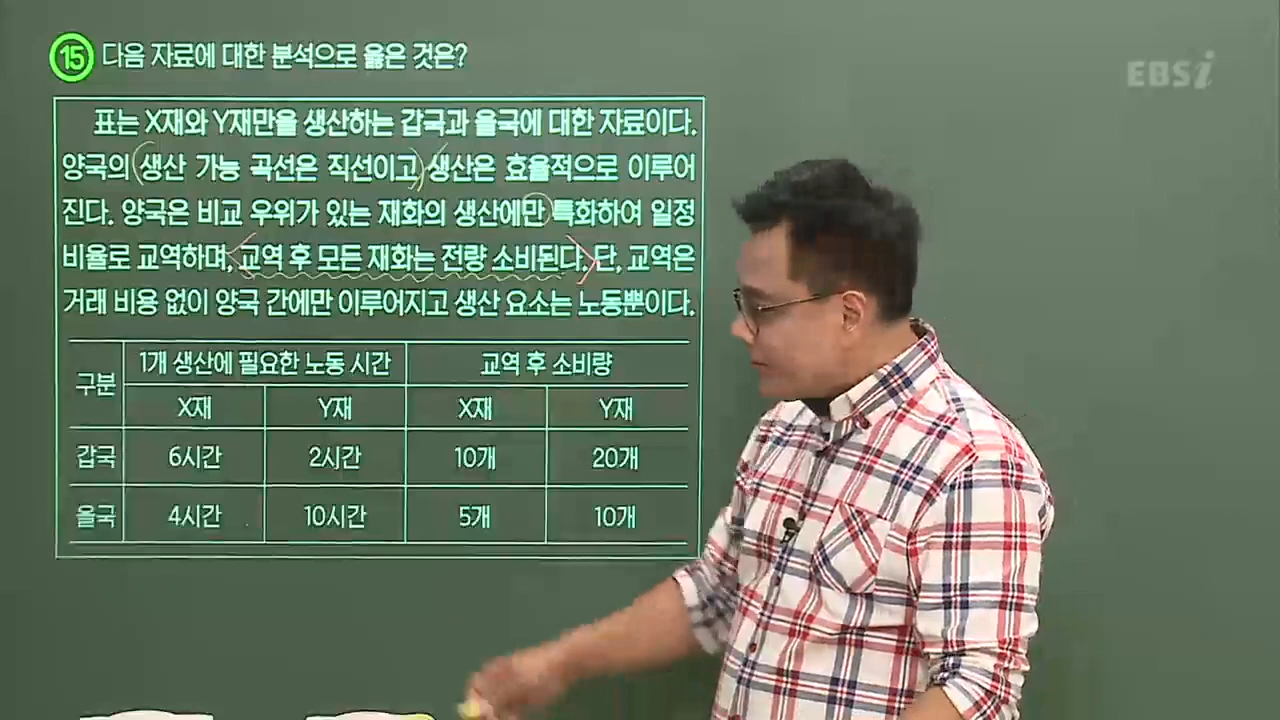 15 다음 자료에 대한 분석으로 옳은 것은?
EBSi
표는 X재와 Y재만을 생산하는 갑국과 을국에 대한 자료이다.
양국의 생산 가능 곡선은 직선이고 생산은 효율적으로 이루어
진다. 양국은 비교 우위가 있는 재화의 생산에만 특화하여 일정
비율로 교역하며, 교역 후 모든 재화는 전량 소비된다. 단, 교역은
거래 비용 없이 양국 간에만 이루어지고 생산 요소는 노동뿐이다.
구분 1개 생산에 필요한 노동 시간 교역 후 소비량
X재 Y재 X재 Y재
갑국 6시간 2시간 10개 20개
을국 4시간 10시간 5개 10개